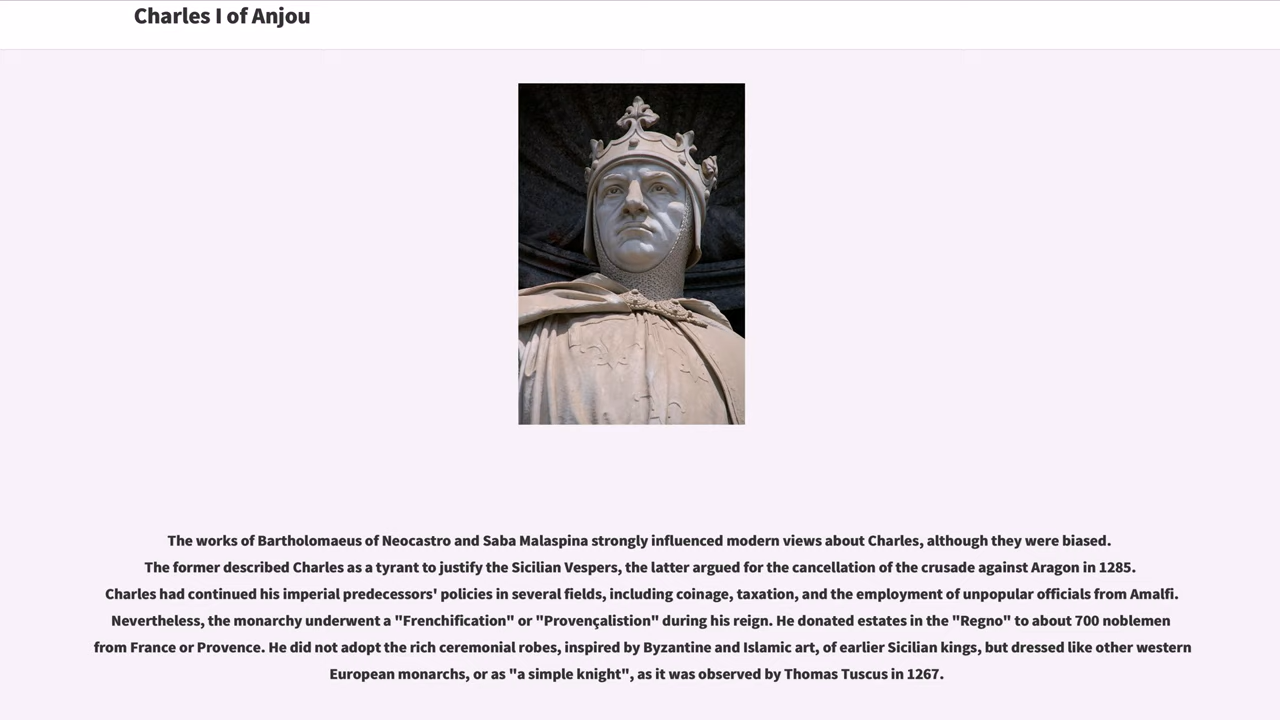 Charles I of Anjou
The works of Bartholomaeus of Neocastro and Saba Malaspina strongly influenced modern views about Charles, although they were biased.
The former described Charles as a tyrant to justify the Sicilian Vespers, the latter argued for the cancellation of the crusade against Aragon in 1285.
Charles had continued his imperial predecessors' policies in several fields, including coinage, taxation, and the employment of unpopular officials from Amalfi.
Nevertheless, the monarchy underwent a "Frenchification" or "Provençalistion" during his reign. He donated estates in the "Regno" to about 700 noblemen
from France or Provence. He did not adopt the rich ceremonial robes, inspired by Byzantine and Islamic art, of earlier Sicilian kings, but dressed like other western
European monarchs, or as "a simple knight", as it was observed by Thomas Tuscus in 1267.